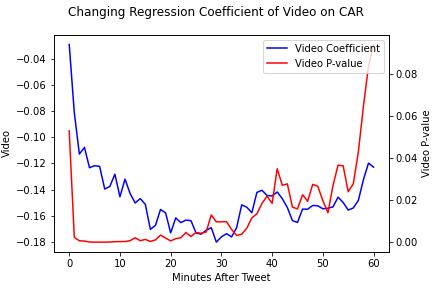 Changing Regression Coefficient of Video on CAR
Video Coefficient
Video P-value
−0.04
−0.06
−0.08
−0.10
−0.12
−0.14
−0.16
−0.18
Video
0.08
0.06
0.04
0.02
0.00
Video P-value
0 10 20 30 40 50 60
Minutes After Tweet